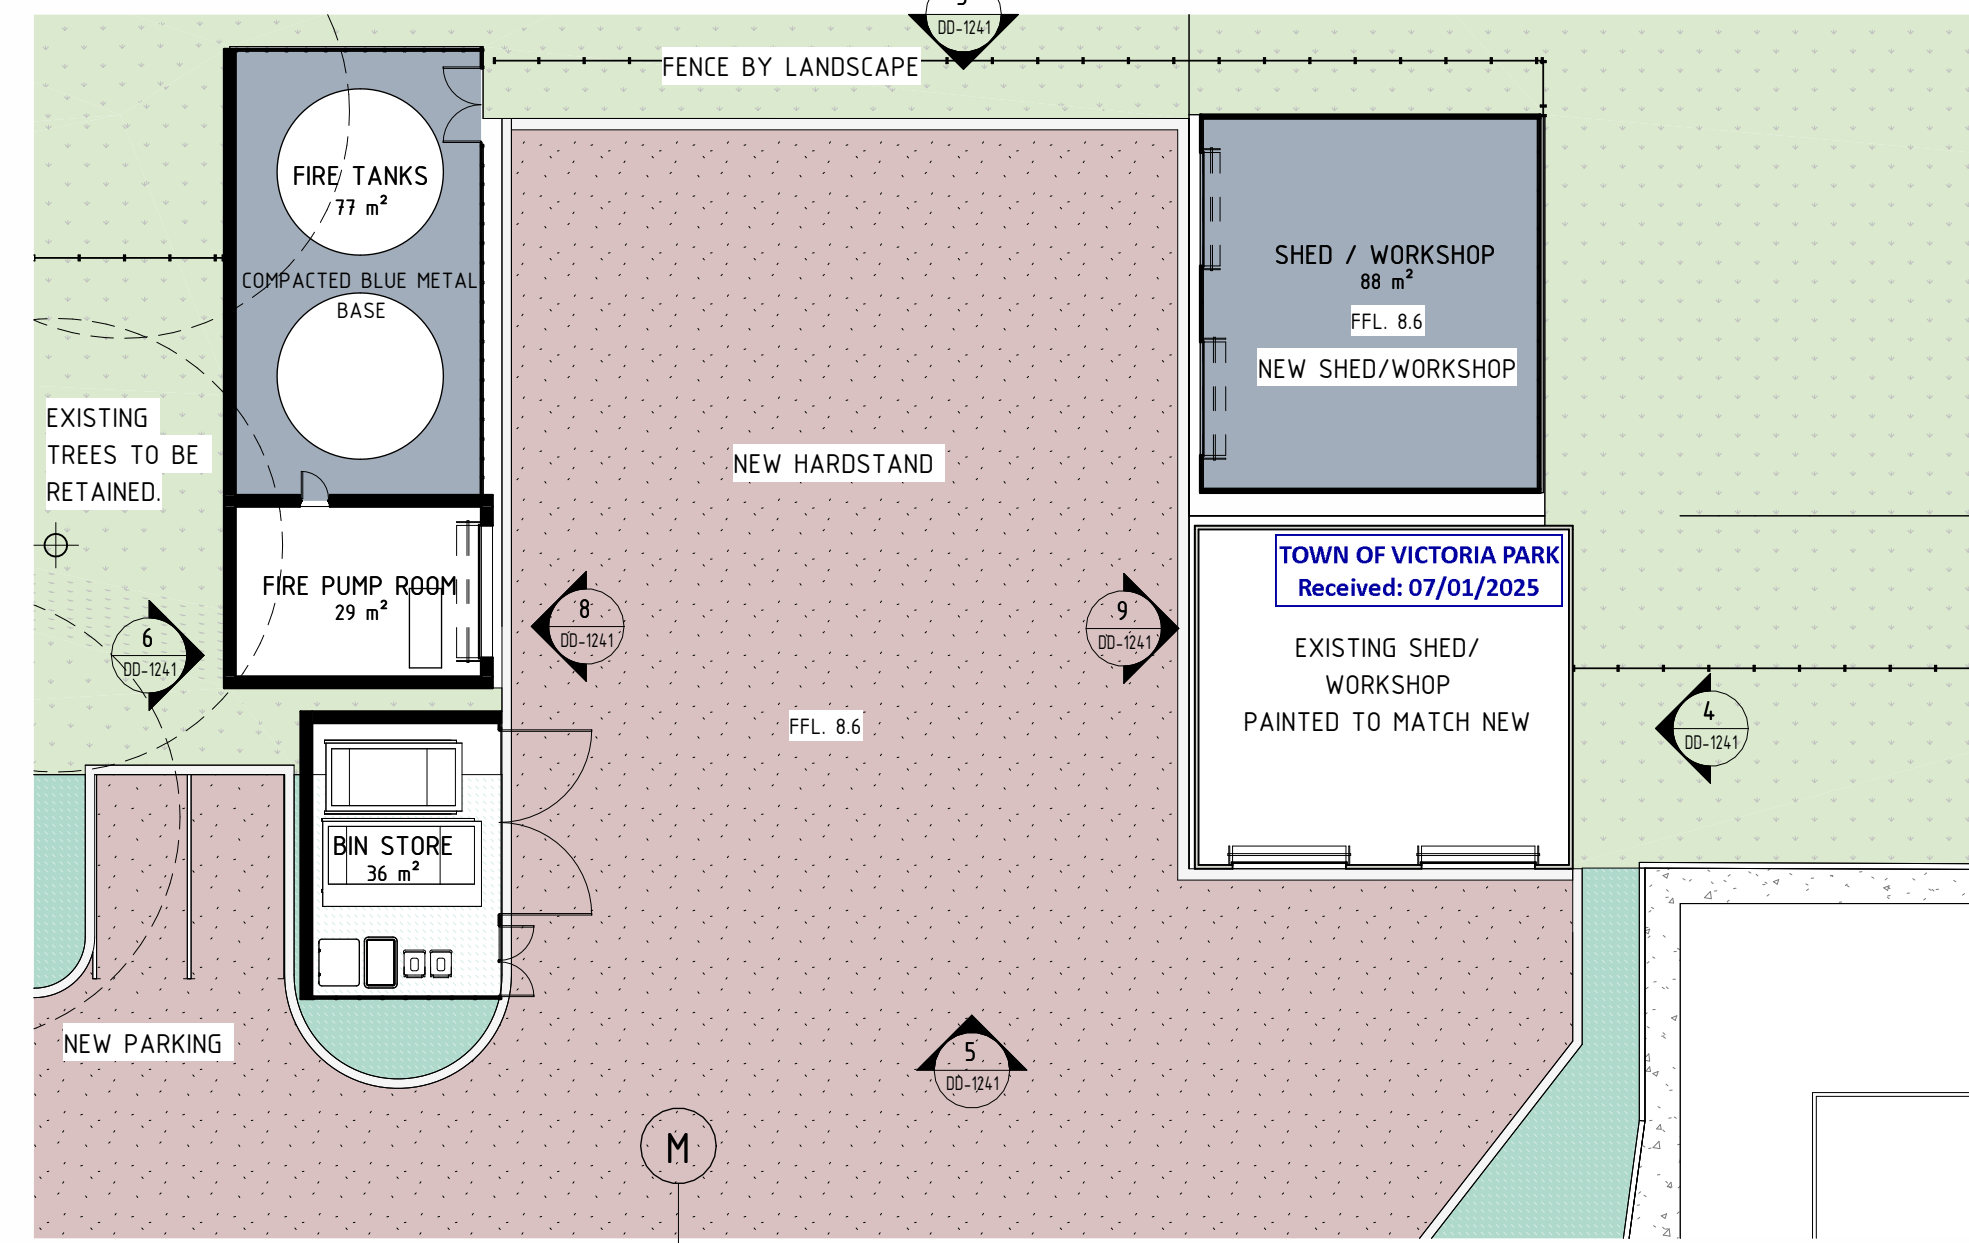 DD-1241
FENCE BY LANDSCAPE
FIRE TANKS
77 m²
COMPACTED BLUE METAL
BASE
SHED / WORKSHOP
88 m²
FFL. 8.6
NEW SHED/WORKSHOP
EXISTING
TREES TO BE
RETAINED.
NEW HARDSTAND
TOWN OF VICTORIA PARK
Received: 07/01/2025
FIRE PUMP ROOM
29 m²
6
DD-1241
8
DD-1241
9
DD-1241
EXISTING SHED/
WORKSHOP
PAINTED TO MATCH NEW
FFL. 8.6
4
DD-1241
BIN STORE
36 m²
NEW PARKING
5
DD-1241
M